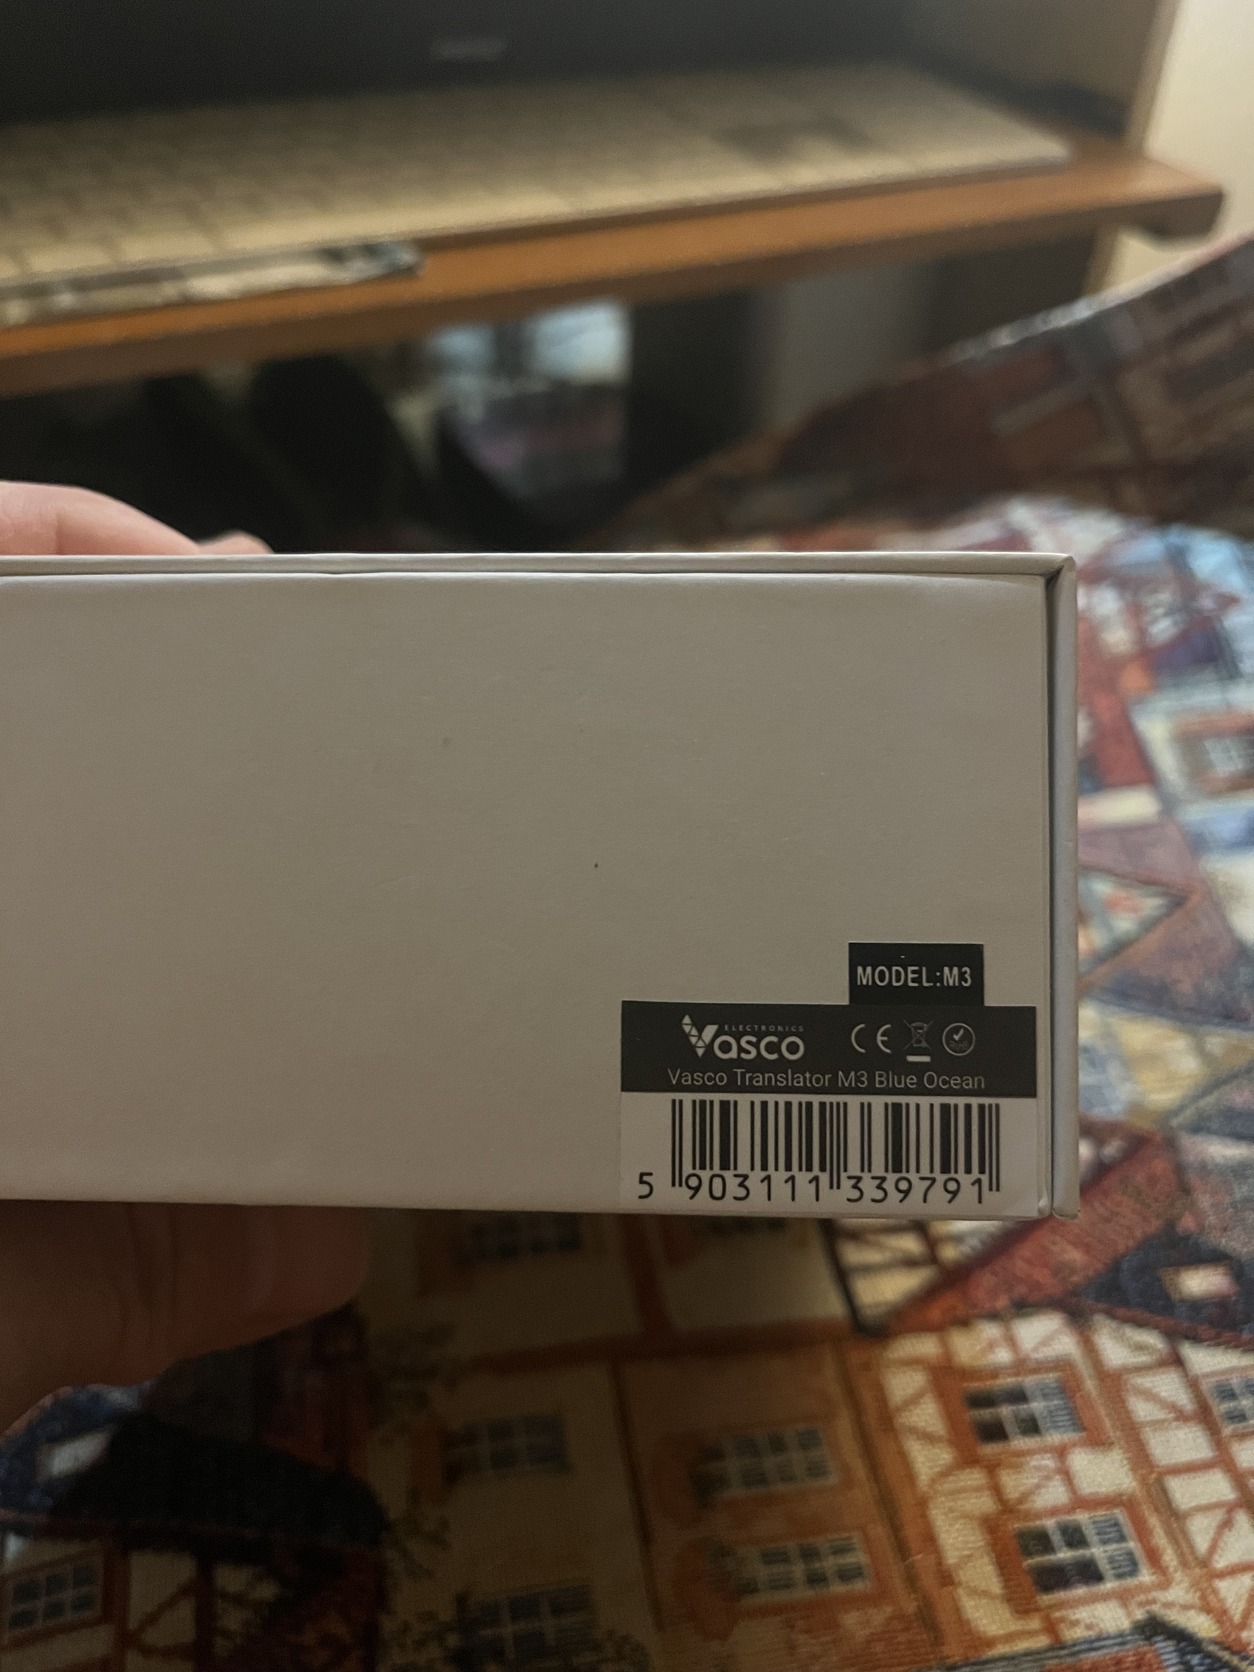 MODEL:M3
ELECTRONICS
Vasco
CE
Vasco Translator M3 Blue Ocean
5 903111 339791